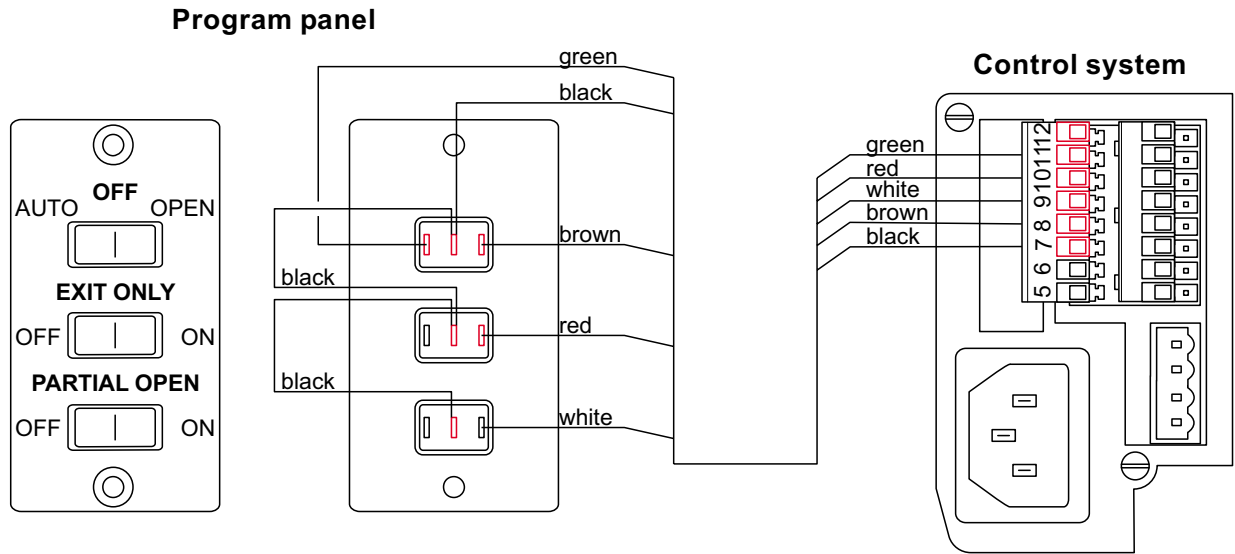 Program panel
green
black
Control system
OFF
AUTO OPEN
EXIT ONLY
OFF ON
PARTIAL OPEN
OFF ON
brown
black
red
black
white
green
red
white
brown
black
12
11
10
9
8
7
6
5